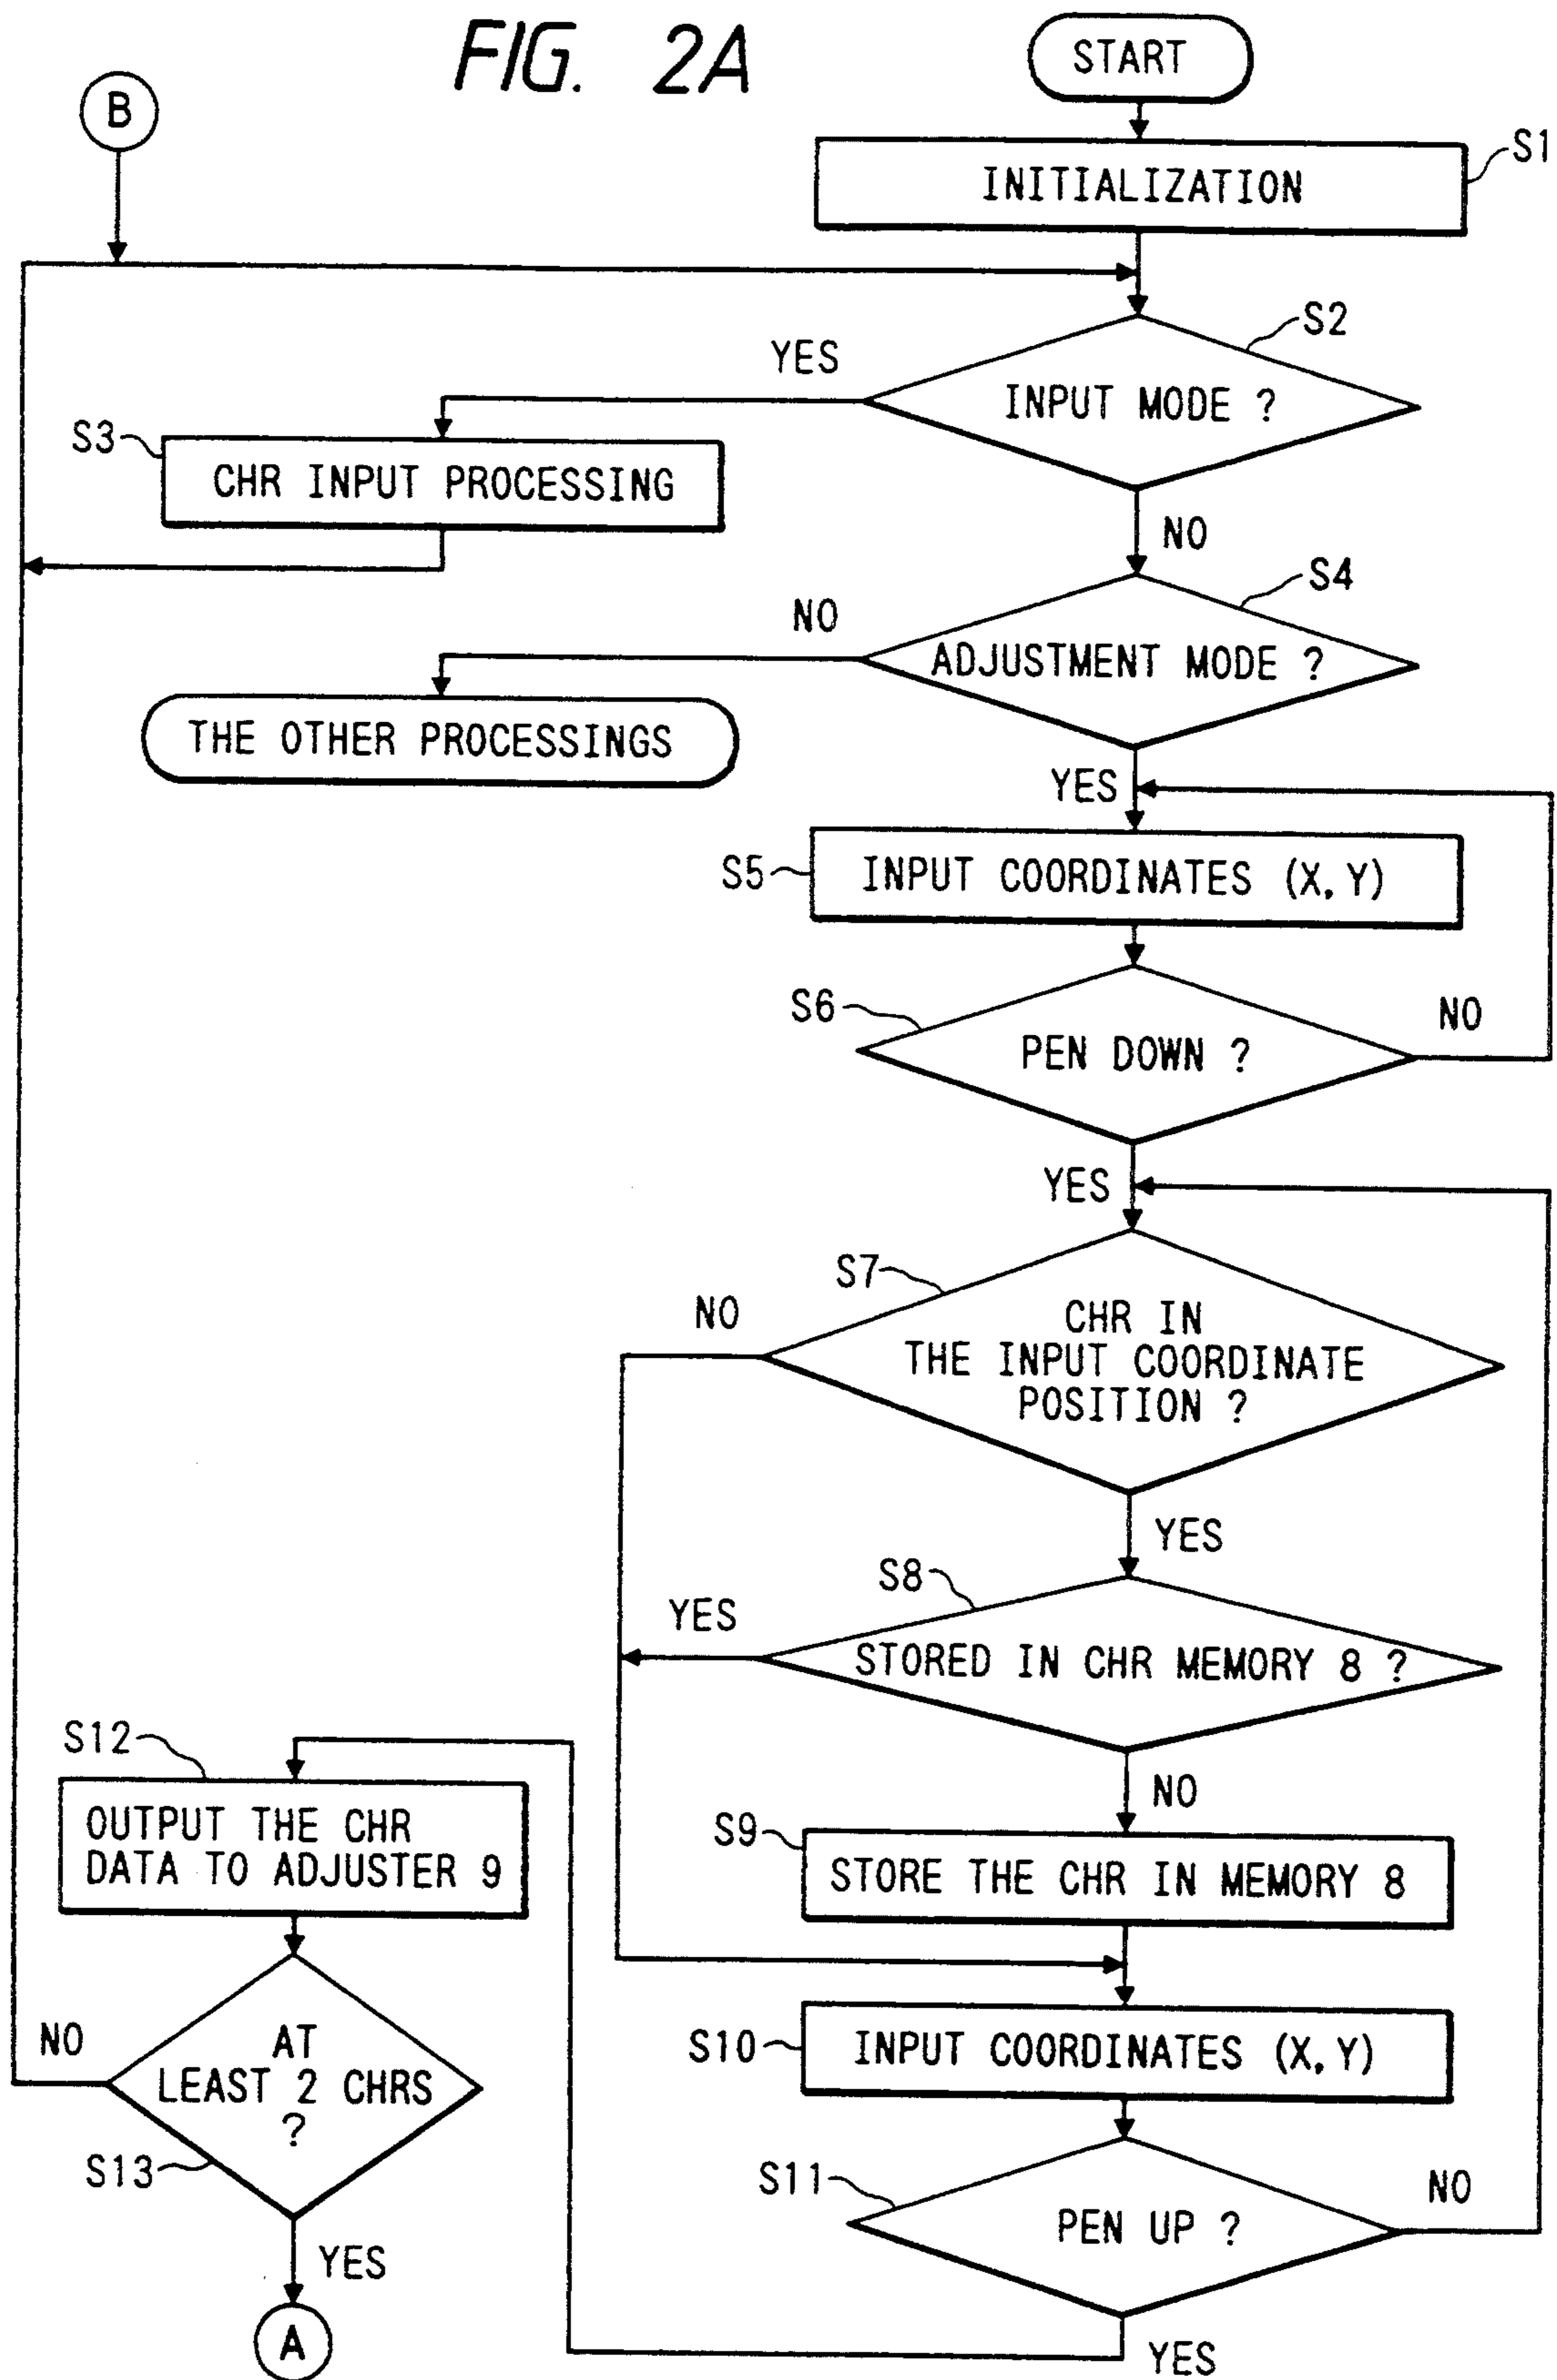 FIG. 2A
START
B
INITIALIZATION
S1
S2
YES
INPUT MODE ?
S3
CHR INPUT PROCESSING
NO
S4
NO
ADJUSTMENT MODE ?
THE OTHER PROCESSINGS
YES
S5
INPUT COORDINATES (X, Y)
S6
PEN DOWN ?
NO
YES
S7
NO
CHR IN
THE INPUT COORDINATE
POSITION ?
YES
S8
YES
STORED IN CHR MEMORY 8 ?
NO
S9
STORE THE CHR IN MEMORY 8
S10
INPUT COORDINATES (X, Y)
S11
PEN UP ?
NO
YES
S12
OUTPUT THE CHR
DATA TO ADJUSTER 9
NO
AT
LEAST 2 CHRS
?
S13
YES
A